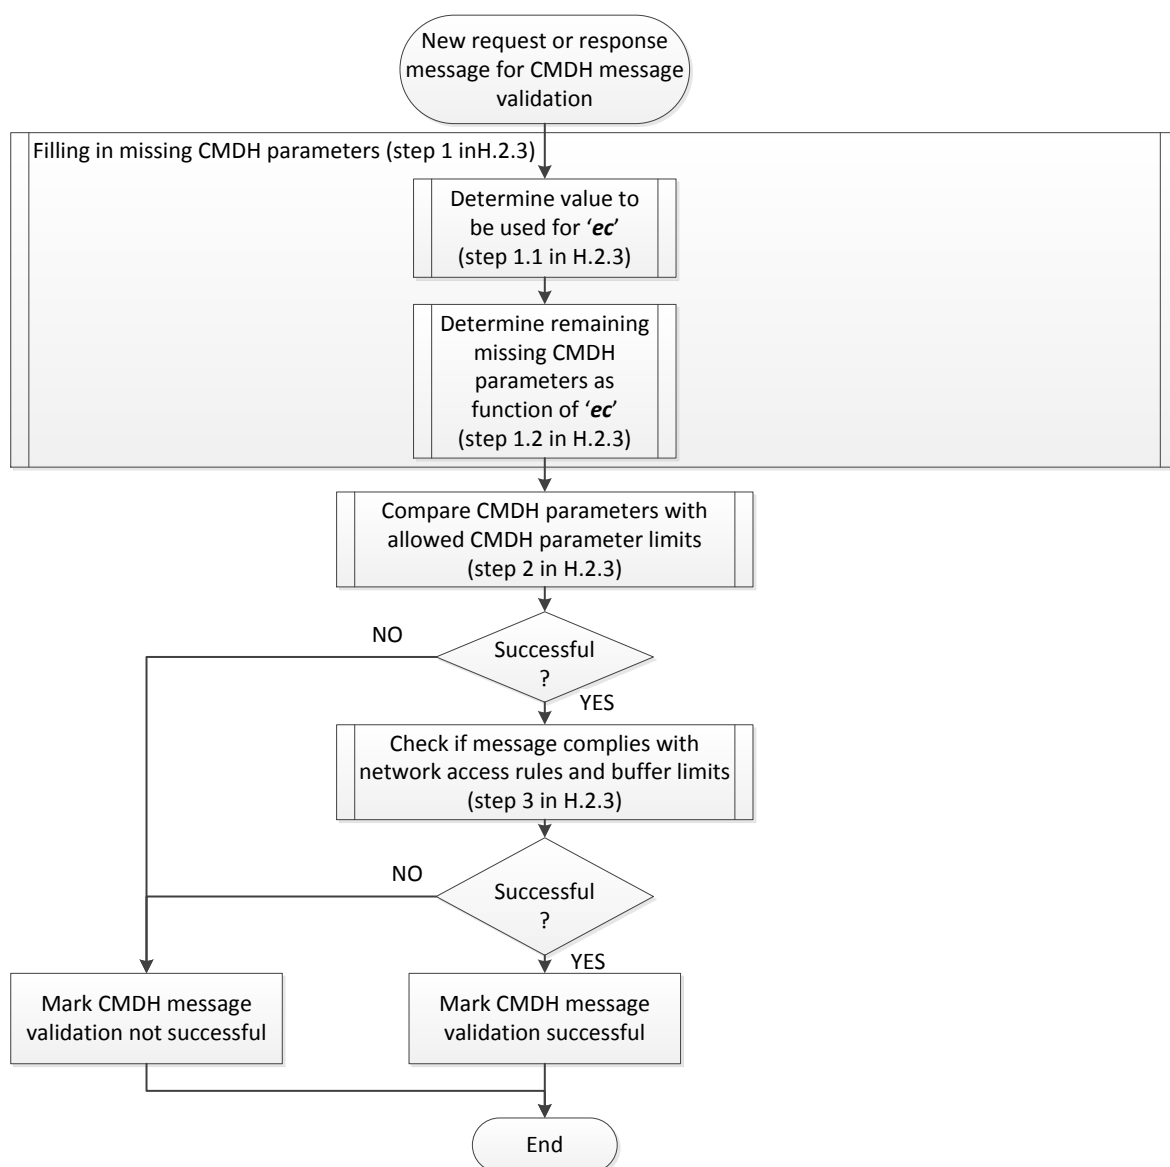 New request or response
message for CMDH message
validation
Filling in missing CMDH parameters (step 1 inH.2.3)
Determine value to
be used for ‘ec’
(step 1.1 in H.2.3)
Determine remaining
missing CMDH
parameters as
function of ‘ec’
(step 1.2 in H.2.3)
Compare CMDH parameters with
allowed CMDH parameter limits
(step 2 in H.2.3)
NO
Successful
?
YES
Check if message complies with
network access rules and buffer limits
(step 3 in H.2.3)
NO
Successful
?
YES
Mark CMDH message
validation not successful
Mark CMDH message
validation successful
End